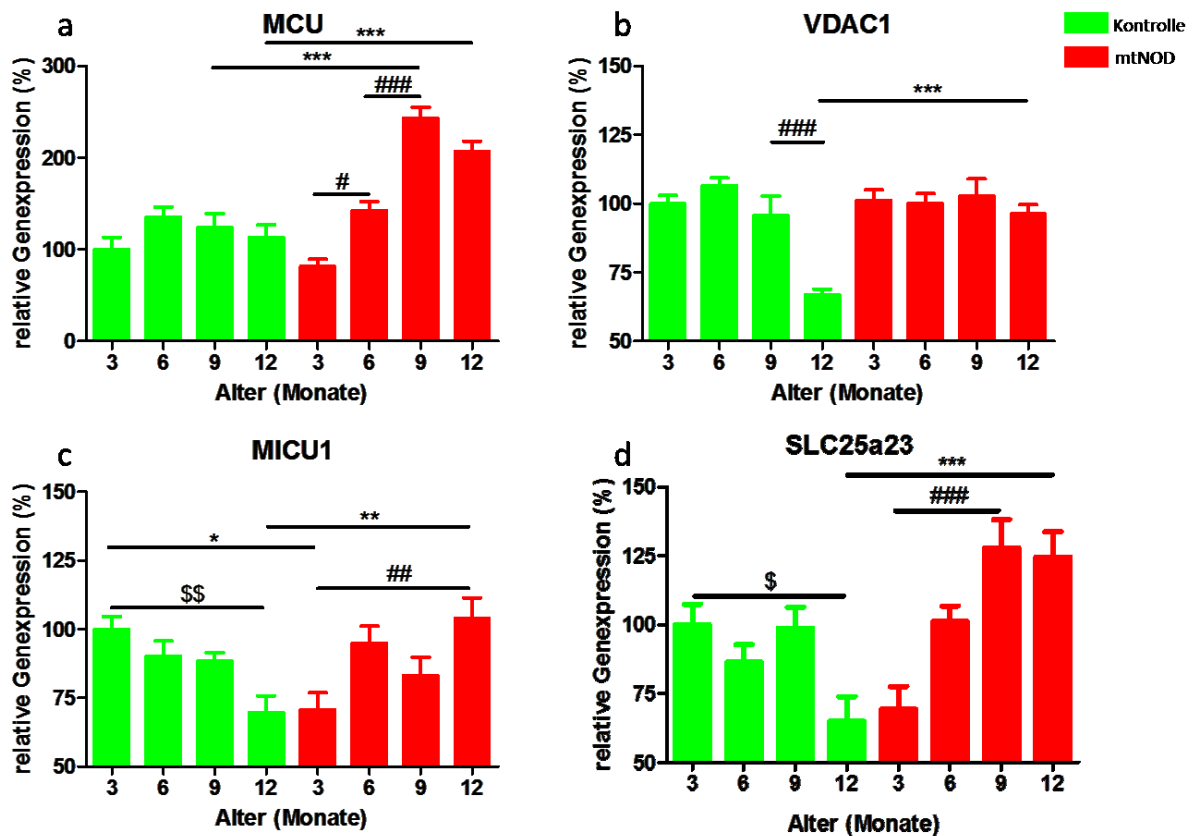 a
MCU
***
***
###
#
relative Genexpression (%)
300
200
100
0
3 6 9 12 3 6 9 12
Alter (Monate)
b
VDAC1
***
###
relative Genexpression (%)
150
125
100
75
50
3 6 9 12 3 6 9 12
Alter (Monate)
Kontrolle
mtNOD
c
MICU1
**
*
##
$$
relative Genexpression (%)
150
125
100
75
50
3 6 9 12 3 6 9 12
Alter (Monate)
d
SLC25a23
***
###
$
relative Genexpression (%)
150
125
100
75
50
3 6 9 12 3 6 9 12
Alter (Monate)